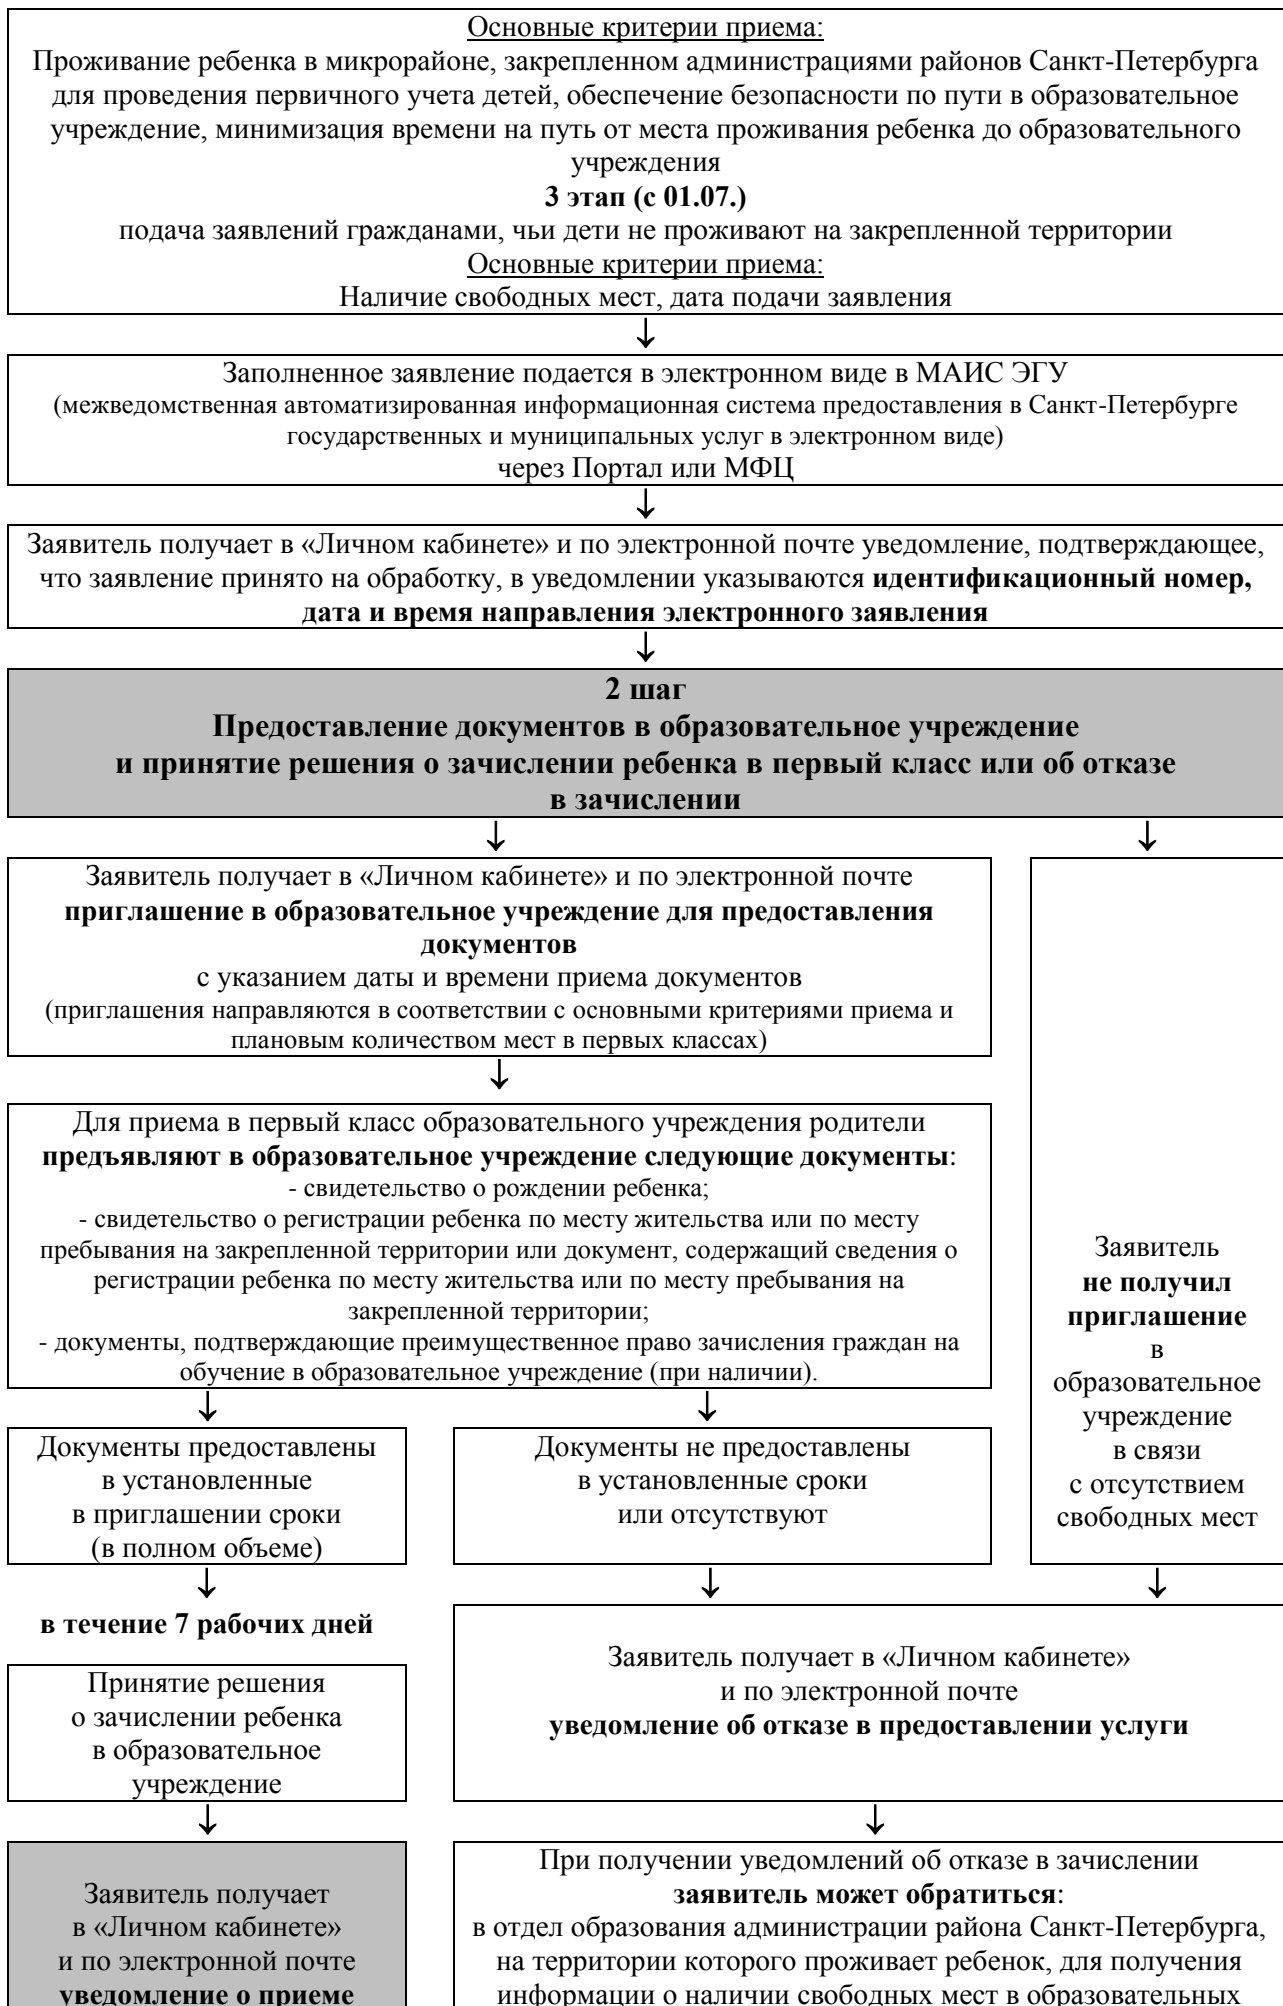 Основные критерии приема:
Проживание ребенка в микрорайоне, закрепленном администрациями районов Санкт-Петербурга
для проведения первичного учета детей, обеспечение безопасности по пути в образовательное
учреждение, минимизация времени на путь от места проживания ребенка до образовательного
учреждения
3 этап (с 01.07.)
подача заявлений гражданами, чьи дети не проживают на закрепленной территории
Основные критерии приема:
Наличие свободных мест, дата подачи заявления
Заполненное заявление подается в электронном виде в МАИС ЭГУ
(межведомственная автоматизированная информационная система предоставления в Санкт-Петербурге
государственных и муниципальных услуг в электронном виде)
через Портал или МФЦ
Заявитель получает в «Личном кабинете» и по электронной почте уведомление, подтверждающее,
что заявление принято на обработку, в уведомлении указываются идентификационный номер,
дата и время направления электронного заявления
2 шаг
Предоставление документов в образовательное учреждение
и принятие решения о зачислении ребенка в первый класс или об отказе
в зачислении
Заявитель получает в «Личном кабинете» и по электронной почте
приглашение в образовательное учреждение для предоставления
документов
с указанием даты и времени приема документов
(приглашения направляются в соответствии с основными критериями приема и
плановым количеством мест в первых классах)
Для приема в первый класс образовательного учреждения родители
предъявляют в образовательное учреждение следующие документы:
- свидетельство о рождении ребенка;
- свидетельство о регистрации ребенка по месту жительства или по месту
пребывания на закрепленной территории или документ, содержащий сведения о
регистрации ребенка по месту жительства или по месту пребывания на
закрепленной территории;
- документы, подтверждающие преимущественное право зачисления граждан на
обучение в образовательное учреждение (при наличии).
Заявитель
не получил
приглашение
в
образовательное
учреждение
в связи
с отсутствием
свободных мест
Документы предоставлены
в установленные
в приглашении сроки
(в полном объеме)
Документы не предоставлены
в установленные сроки
или отсутствуют
в течение 7 рабочих дней
Принятие решения
о зачислении ребенка
в образовательное
учреждение
Заявитель получает в «Личном кабинете»
и по электронной почте
уведомление об отказе в предоставлении услуги
Заявитель получает
в «Личном кабинете»
и по электронной почте
уведомление о приеме
При получении уведомлений об отказе в зачислении
заявитель может обратиться:
в отдел образования администрации района Санкт-Петербурга,
на территории которого проживает ребенок, для получения
информации о наличии свободных мест в образовательных